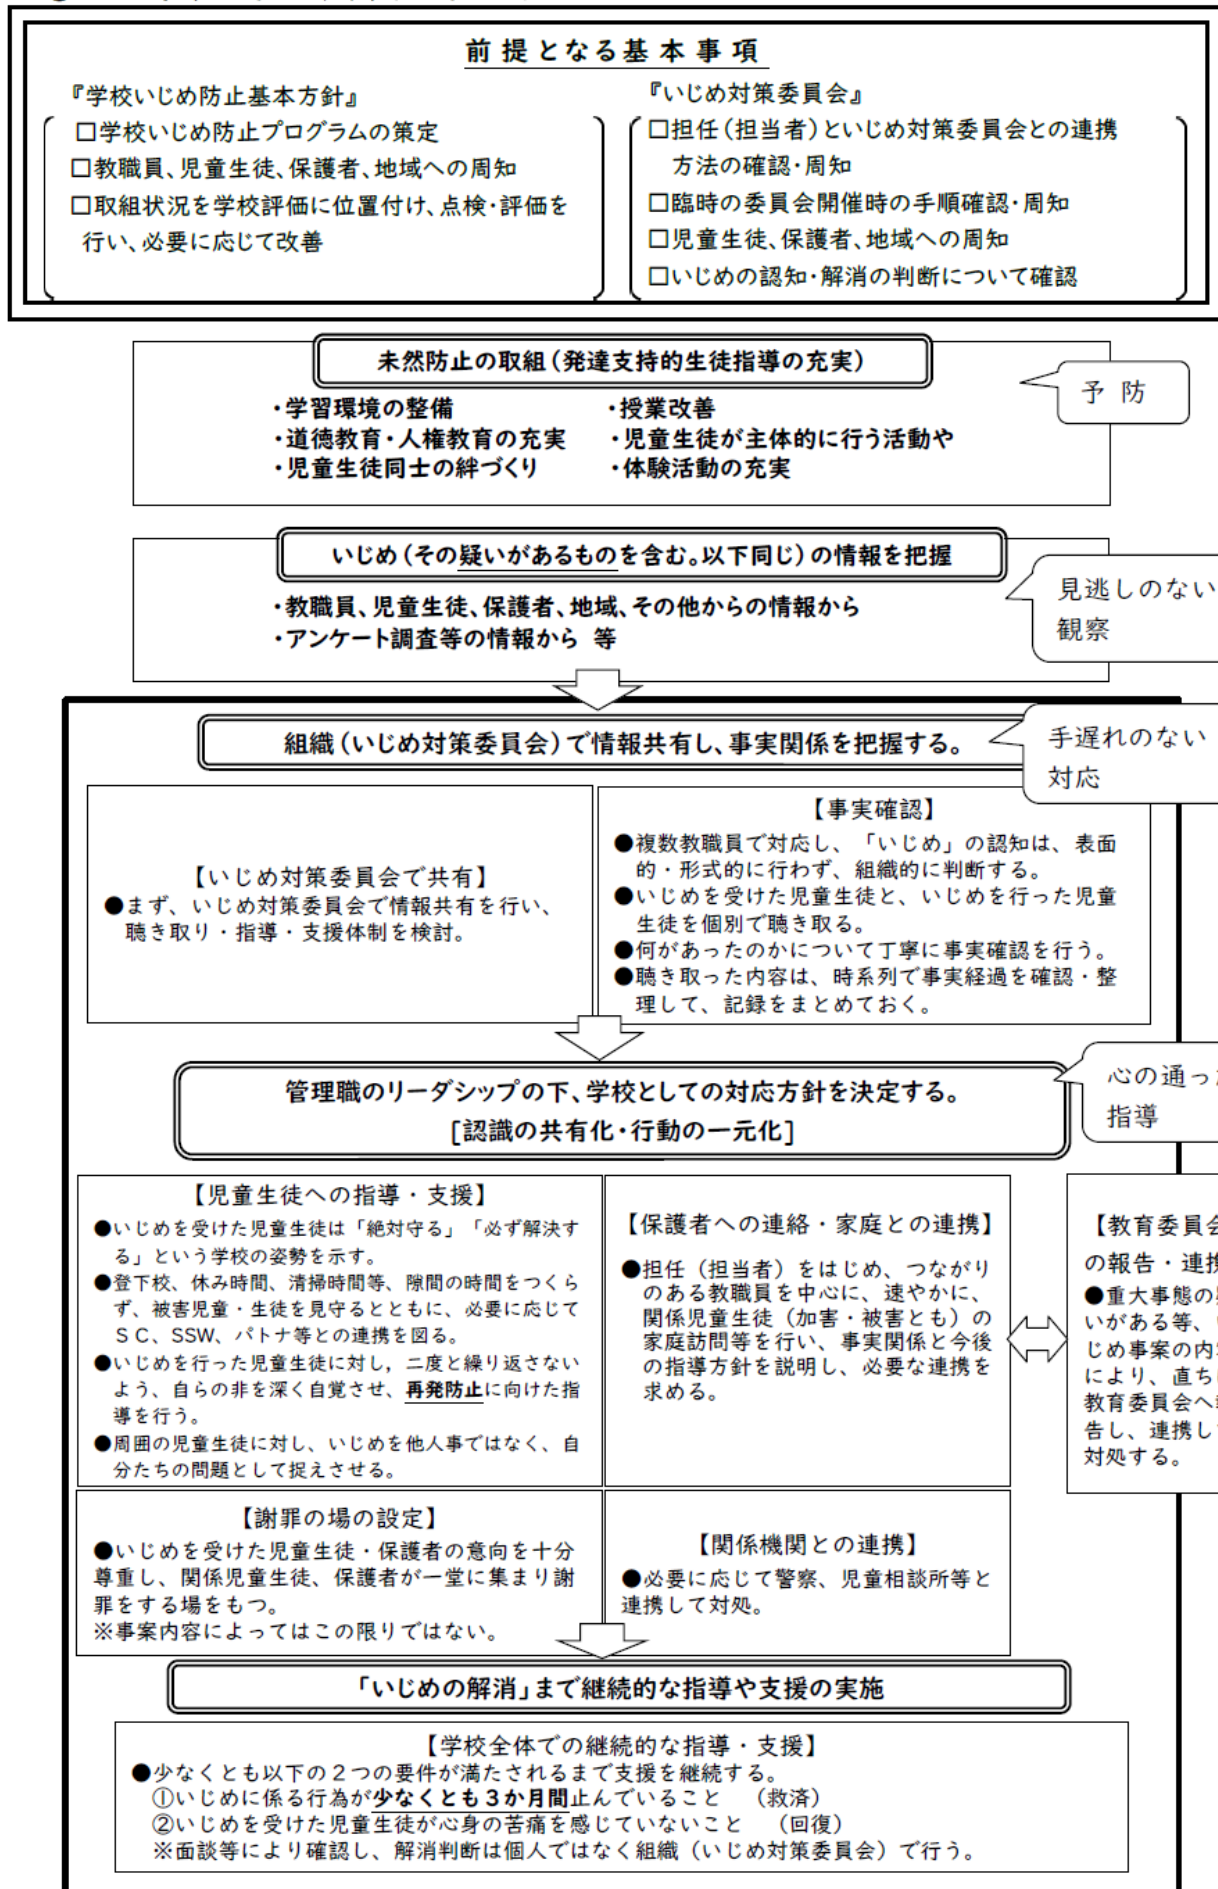 前提となる基本事項
『学校いじめ防止基本方針』
□学校いじめ防止プログラムの策定
□教職員、児童生徒、保護者、地域への周知
□取組状況を学校評価に位置付け、点検・評価を
行い、必要に応じて改善
『いじめ対策委員会』
□担任(担当者)といじめ対策委員会との連携
方法の確認・周知
□臨時の委員会開催時の手順確認・周知
□児童生徒、保護者、地域への周知
□いじめの認知・解消の判断について確認
未然防止の取組(発達支持的生徒指導の充実)
予 防
・学習環境の整備
・道徳教育・人権教育の充実
・児童生徒同士の絆づくり
・授業改善
・児童生徒が主体的に行う活動や
・体験活動の充実
いじめ(その疑いがあるものを含む。以下同じ)の情報を把握
見逃しのない
観察
・教職員、児童生徒、保護者、地域、その他からの情報から
・アンケート調査等の情報から 等
組織(いじめ対策委員会)で情報共有し、事実関係を把握する。
手遅れのない
対応
【いじめ対策委員会で共有】
●まず、いじめ対策委員会で情報共有を行い、
聴き取り・指導・支援体制を検討。
【事実確認】
●複数教職員で対応し、「いじめ」の認知は、表面
的・形式的に行わず、組織的に判断する。
●いじめを受けた児童生徒と、いじめを行った児童
生徒を個別で聴き取る。
●何があったのかについて丁寧に事実確認を行う。
●聴き取った内容は、時系列で事実経過を確認・整
理して、記録をまとめておく。
管理職のリーダシップの下、学校としての対応方針を決定する。
[認識の共有化・行動の一元化]
心の通っ
指導
【児童生徒への指導・支援】
●いじめを受けた児童生徒は「絶対守る」「必ず解決す
る」という学校の姿勢を示す。
●登下校、休み時間、清掃時間等、隙間の時間をつくら
ず、被害児童・生徒を見守るとともに、必要に応じて
SC、SSW、パトナ等との連携を図る。
●いじめを行った児童生徒に対し,二度と繰り返さない
よう、自らの非を深く自覚させ、再発防止に向けた指
導を行う。
●周囲の児童生徒に対し、いじめを他人事ではなく、自
分たちの問題として捉えさせる。
【保護者への連絡・家庭との連携】
●担任(担当者)をはじめ、つながり
のある教職員を中心に、速やかに、
関係児童生徒(加害・被害とも)の
家庭訪問等を行い、事実関係と今後
の指導方針を説明し、必要な連携を
求める。
【教育委員会
の報告・連携
●重大事態の
いがある等、
じめ事案の内
により、直ち
教育委員会へ
告し、連携し
対処する。
【謝罪の場の設定】
●いじめを受けた児童生徒・保護者の意向を十分
尊重し、関係児童生徒、保護者が一堂に集まり謝
罪をする場をもつ。
※事案内容によってはこの限りではない。
【関係機関との連携】
●必要に応じて警察、児童相談所等と
連携して対処。
「いじめの解消」まで継続的な指導や支援の実施
【学校全体での継続的な指導・支援】
●少なくとも以下の2つの要件が満たされるまで支援を継続する。
①いじめに係る行為が少なくとも3か月間止んでいること (救済)
②いじめを受けた児童生徒が心身の苦痛を感じていないこと (回復)
※面談等により確認し、解消判断は個人ではなく組織(いじめ対策委員会)で行う。